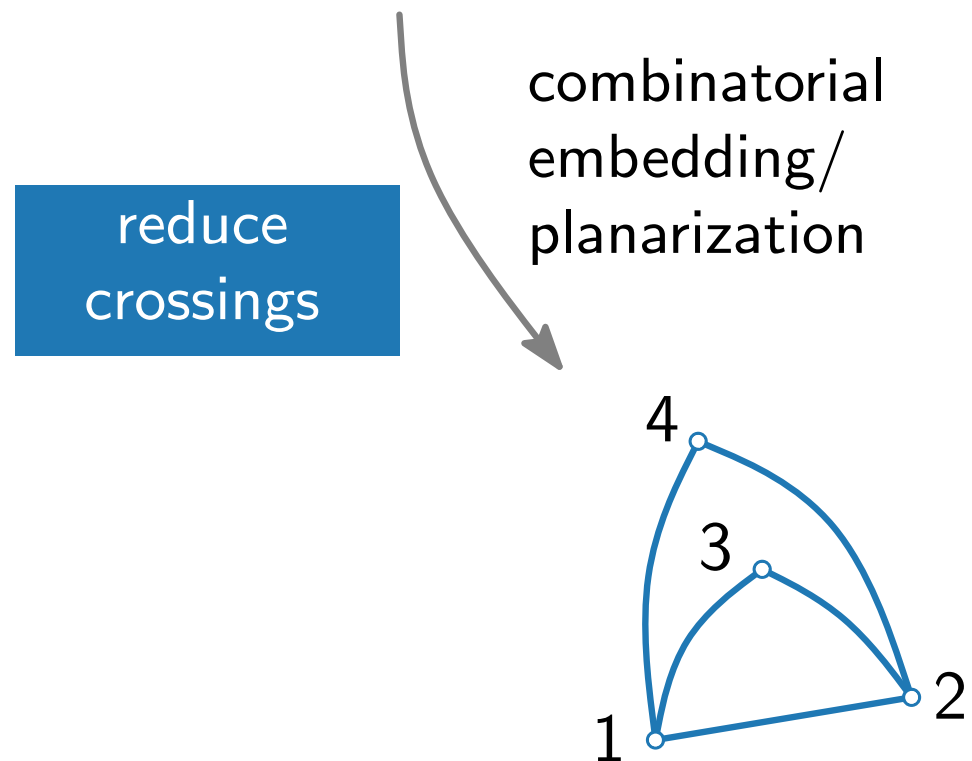 combinatorial
embedding/
planarization
reduce
crossings
4
3
2
1